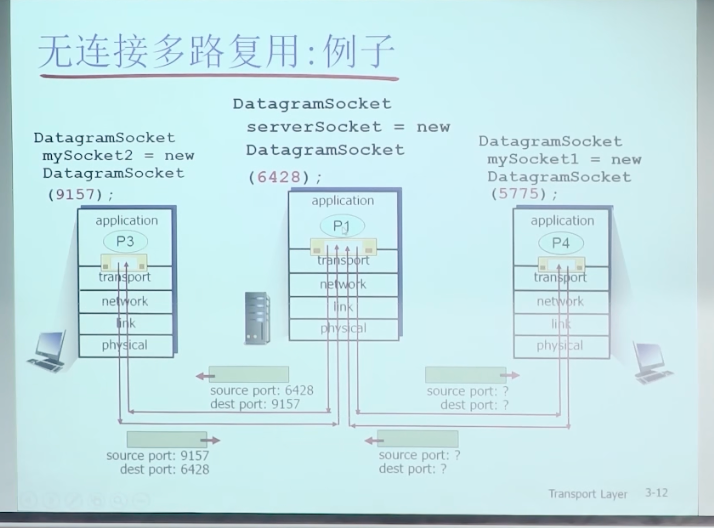 无连接多路复用:例子
DatagramSocket
mySocket2 = new
DatagramSocket
(9157);
DatagramSocket
serverSocket = new
DatagramSocket
(6428);
DatagramSocket
mySocket1 = new
DatagramSocket
(5775);
application
P3
transport
network
link
physical
application
P1
transport
network
link
physical
application
P4
transport
network
link
physical
source port: 6428
dest port: 9157
source port: ?
dest port: ?
source port: 9157
dest port: 6428
source port: ?
dest port: ?
Transport Layer 3-12